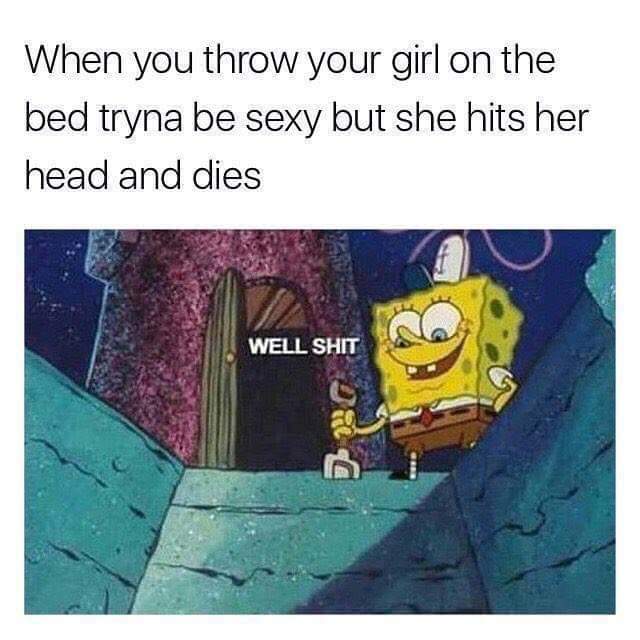 When you throw your girl on the
bed tryna be sexy but she hits her
head and dies
WELL SHIT